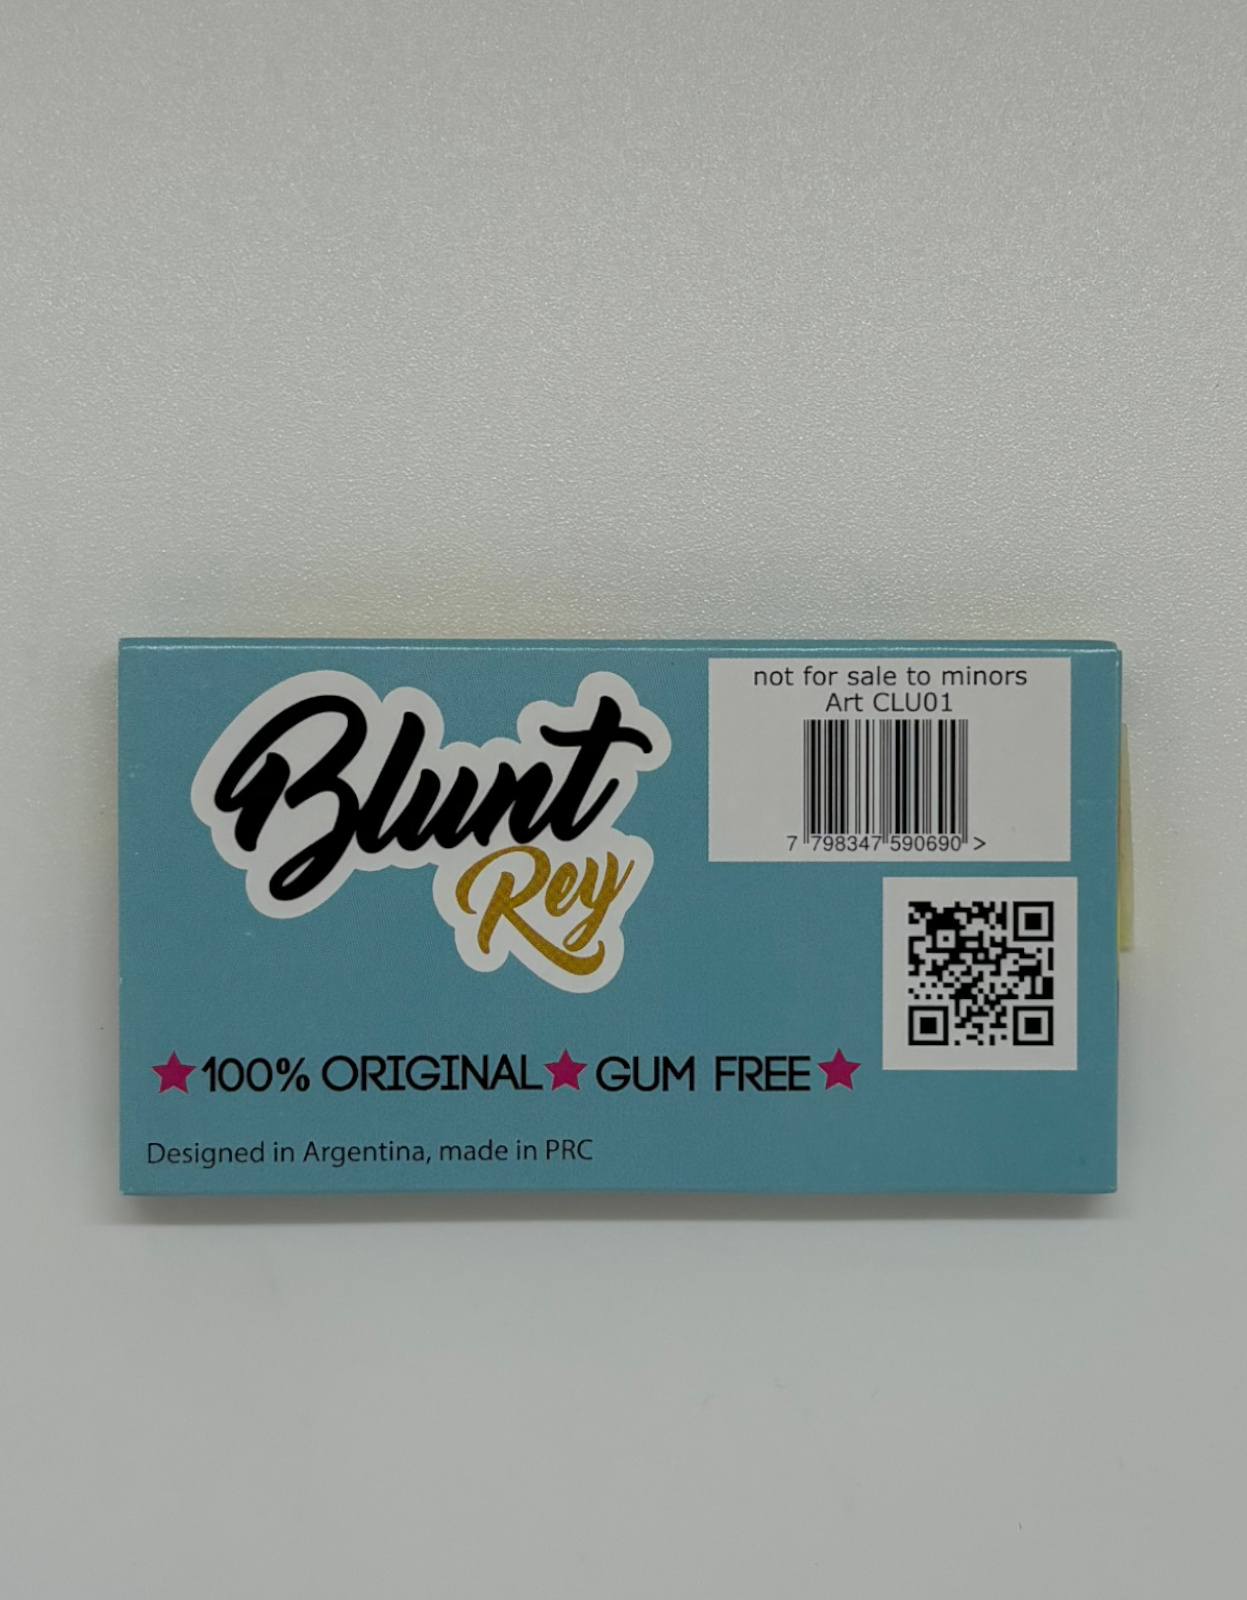 Blunt
Rey
not for sale to minors
Art CLU01
7 798347 590690 >
★100% ORIGINAL★ GUM FREE★
Designed in Argentina, made in PRC